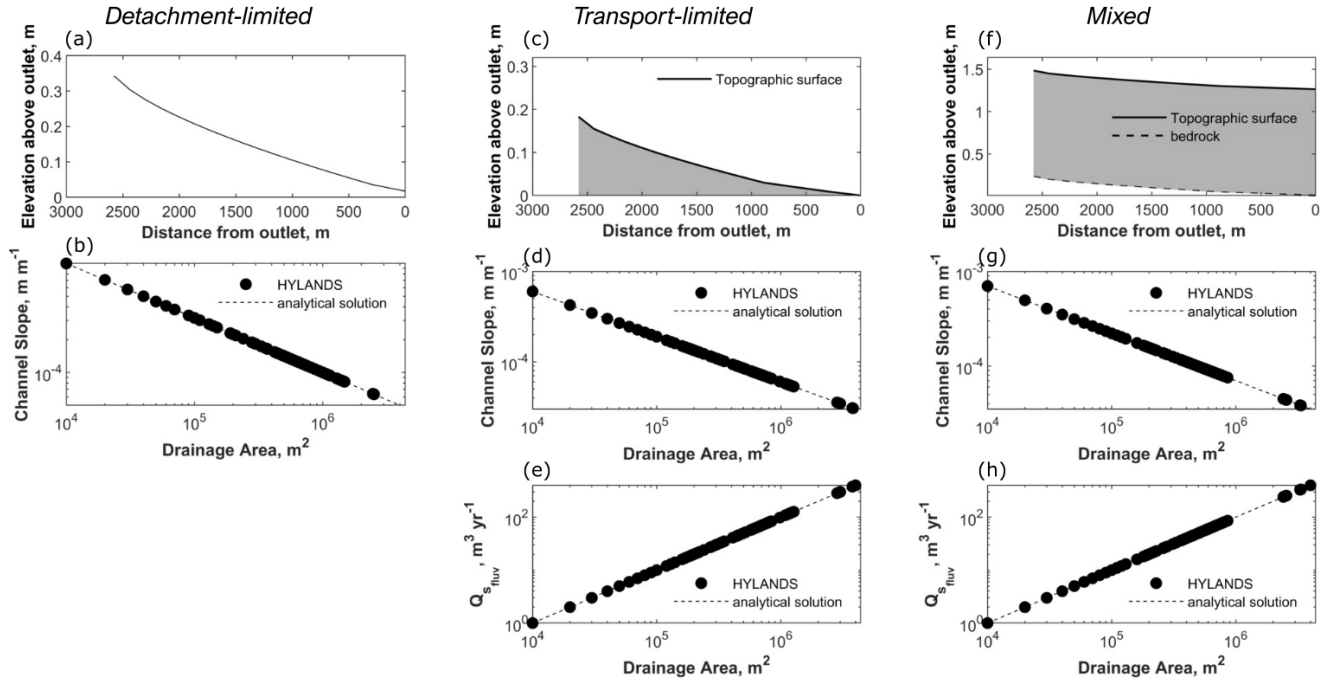 Detachment-limited
Transport-limited
Mixed
(a)
Elevation above outlet, m
0.4
0.3
0.2
0.1
0
3000 2500 2000 1500 1000 500 0
Distance from outlet, m
(b)
Channel Slope, m m-1
10-4
HYLANDS
analytical solution
104 105 106
Drainage Area, m2
(c)
Elevation above outlet, m
0.3
0.2
0.1
0
Topographic surface
3000 2500 2000 1500 1000 500 0
Distance from outlet, m
(d)
Channel Slope, m m-1
10-3
10-4
HYLANDS
analytical solution
104 105 106
Drainage Area, m2
(e)
Qsfluv, m3 yr-1
102
100
HYLANDS
analytical solution
104 105 106
Drainage Area, m2
(f)
Elevation above outlet, m
1.5
1
0.5
Topographic surface
bedrock
3000 2500 2000 1500 1000 500 0
Distance from outlet, m
(g)
Channel Slope, m m-1
10-3
10-4
HYLANDS
analytical solution
104 105 106
Drainage Area, m2
(h)
Qsfluv, m3 yr-1
102
100
HYLANDS
analytical solution
104 105 106
Drainage Area, m2